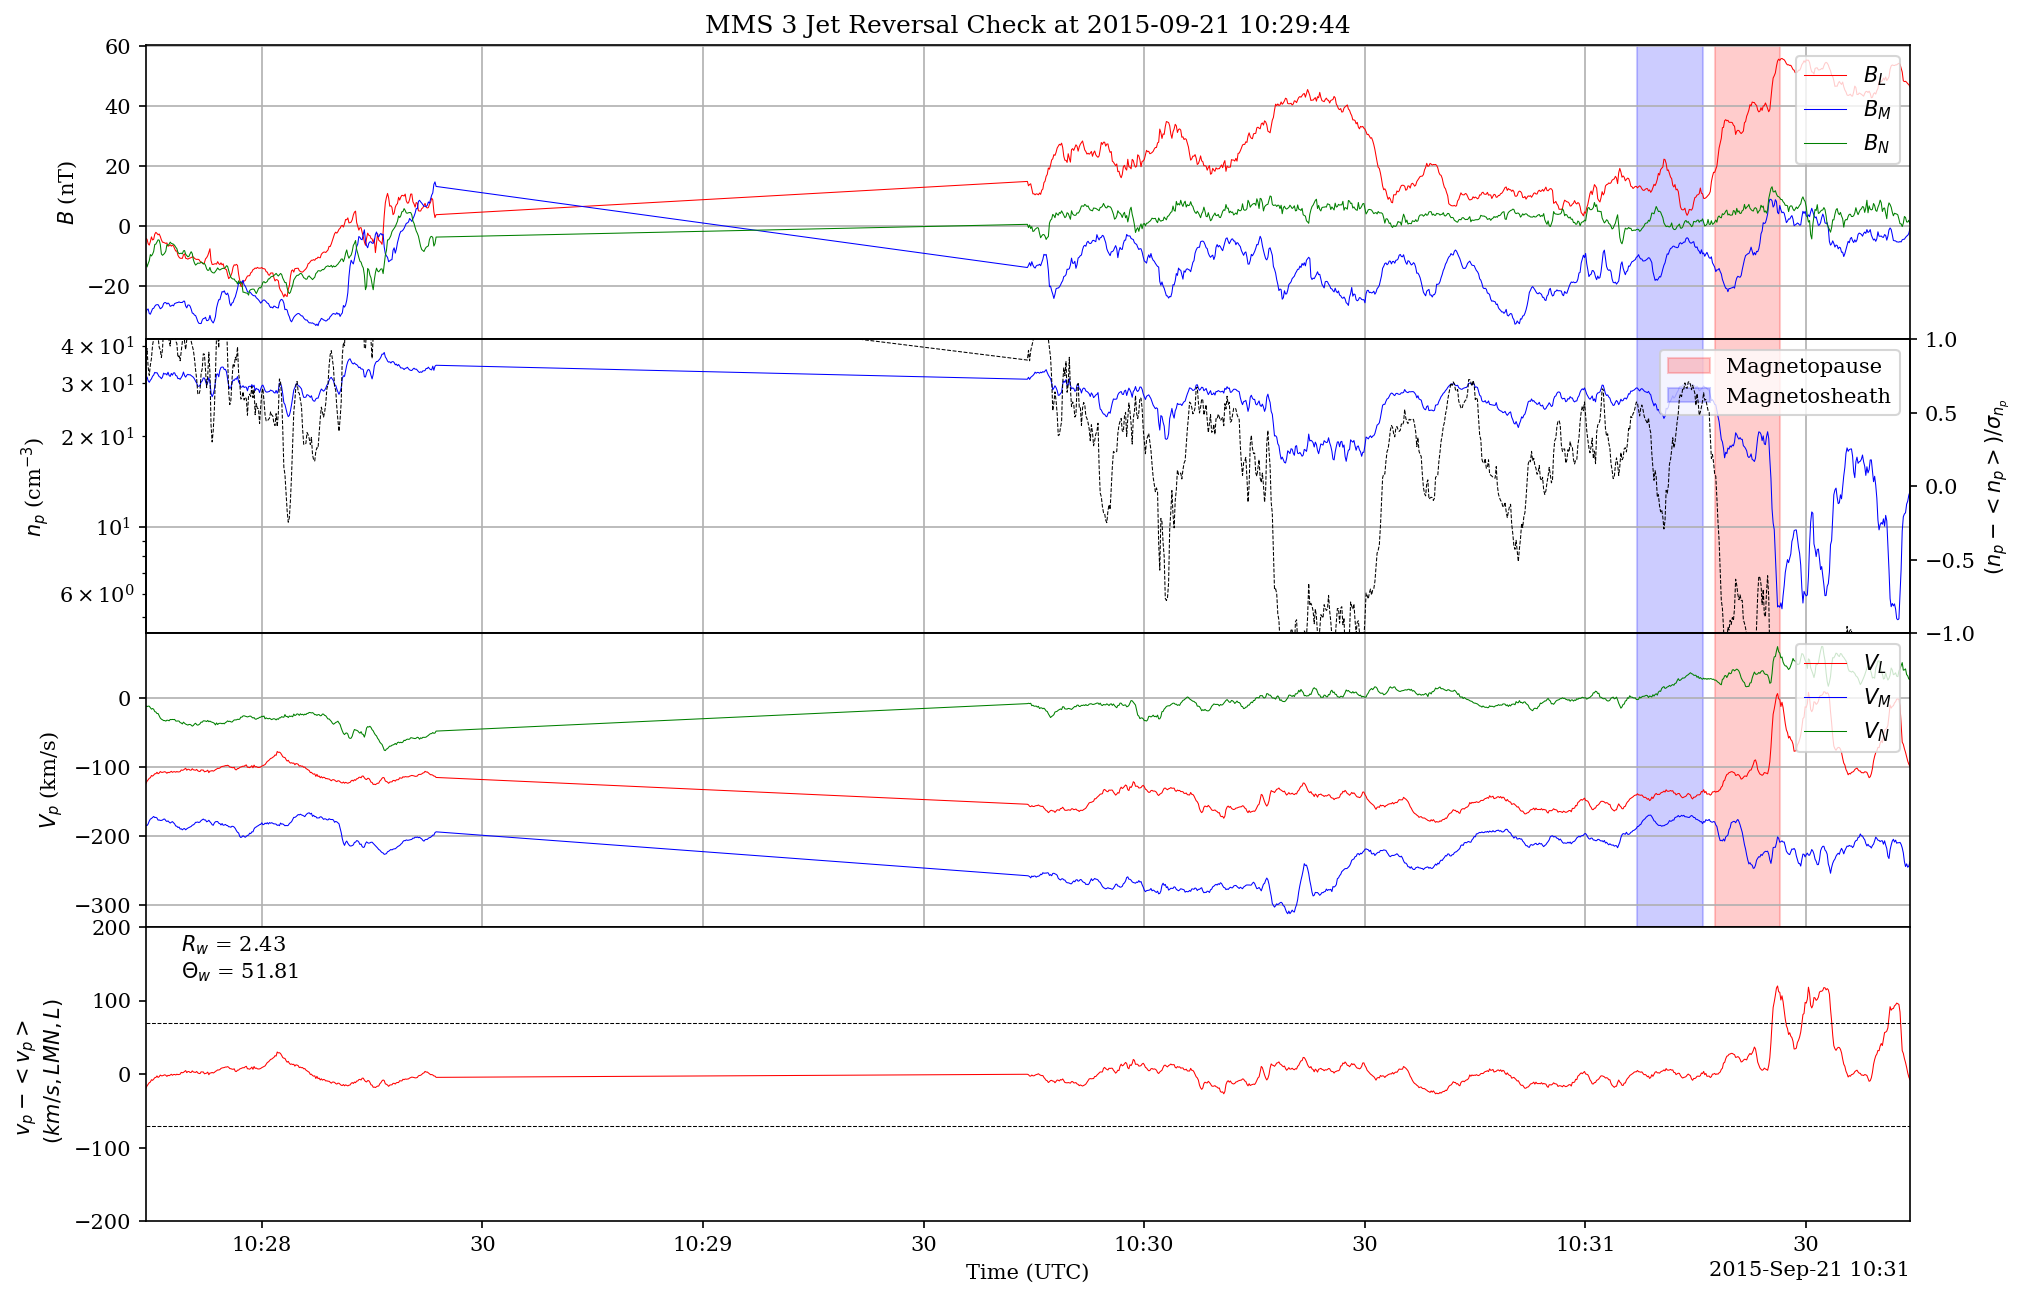 MMS 3 Jet Reversal Check at 2015-09-21 10:29:44
60
40
20
0
−20
B (nT)
B_L
B_M
B_N
4 × 10^1
3 × 10^1
2 × 10^1
10^1
6 × 10^0
n_p (cm^−3)
1.0
0.5
0.0
−0.5
−1.0
(n_p − < n_p >)/σ_{n_p}
Magnetopause
Magnetosheath
0
−100
−200
−300
V_p (km/s)
V_L
V_M
V_N
200
100
0
−100
−200
v_p − < v_p >
(km/s, LMN, L)
R_w = 2.43
Θ_w = 51.81
10:28 30 10:29 30 10:30 30 10:31 30
Time (UTC)
2015-Sep-21 10:31